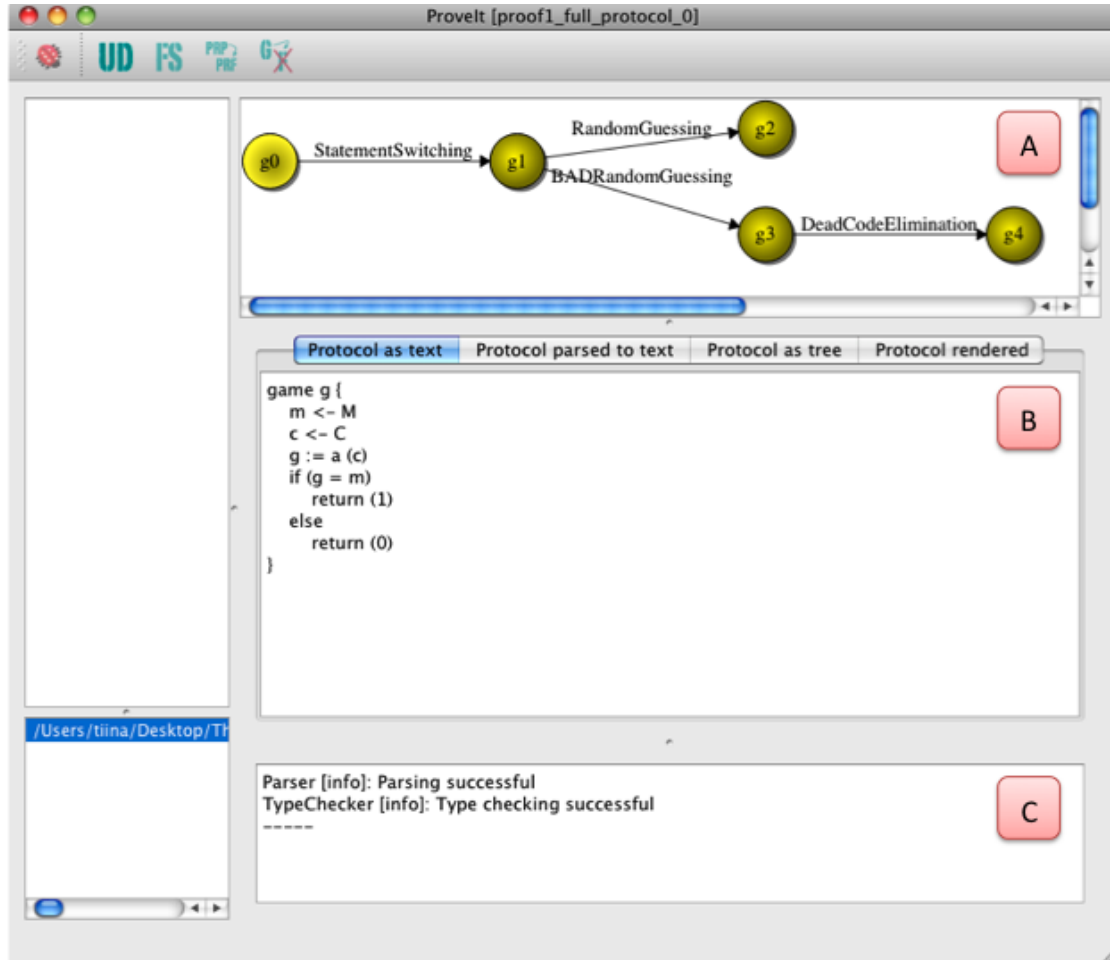 ProveIt [proof1_full_protocol_0]
UD FS PRP PRF G F
g0 StatementSwitching g1 RandomGuessing g2
BADRandomGuessing
g3 DeadCodeElimination g4
A
Protocol as text Protocol parsed to text Protocol as tree Protocol rendered
game g {
m <- M
c <- C
g := a (c)
if (g = m)
return (1)
else
return (0)
}
B
/Users/tiina/Desktop/Th
Parser [info]: Parsing successful
TypeChecker [info]: Type checking successful
-----
C